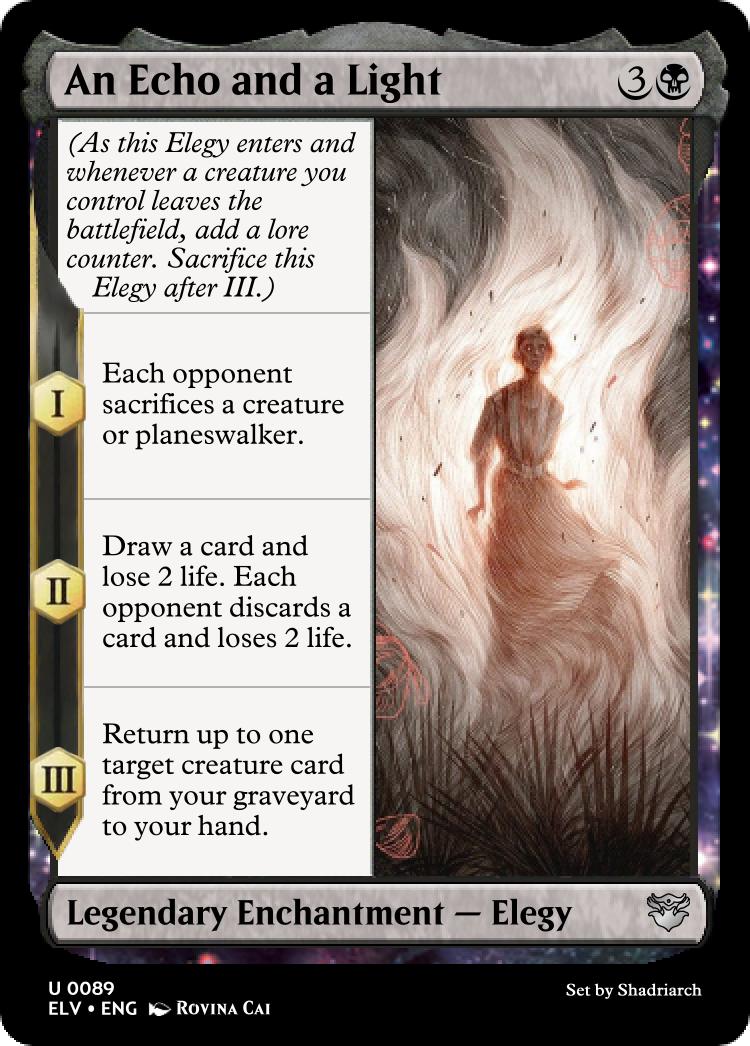 An Echo and a Light 3
(As this Elegy enters and
whenever a creature you
control leaves the
battlefield, add a lore
counter. Sacrifice this
Elegy after III.)
I
Each opponent
sacrifices a creature
or planeswalker.
II
Draw a card and
lose 2 life. Each
opponent discards a
card and loses 2 life.
III
Return up to one
target creature card
from your graveyard
to your hand.
Legendary Enchantment — Elegy
U 0089
ELV • ENG Rovina Cai
Set by Shadriarch